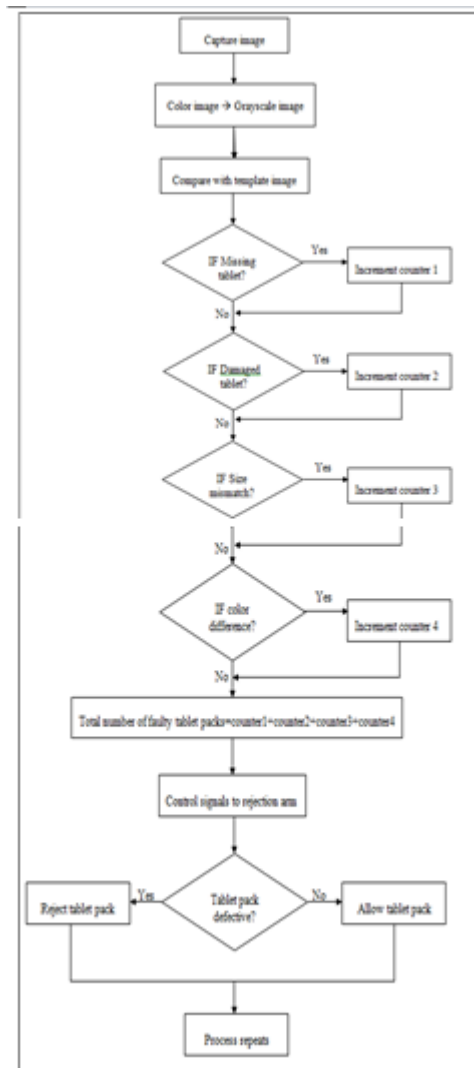 Capture image
Color image → Grayscale image
Compare with template image
IF Missing
tablet?
Yes
Increment counter 1
No
IF Damaged
tablet?
Yes
Increment counter 2
No
IF Size
mismatch?
Yes
Increment counter 3
No
IF color
difference?
Yes
Increment counter 4
No
Total number of faulty tablet packs=counter1+counter2+counter3+counter4
Control signals to rejection arm
Tablet pack
defective?
Yes
No
Reject tablet pack
Allow tablet pack
Process repeats